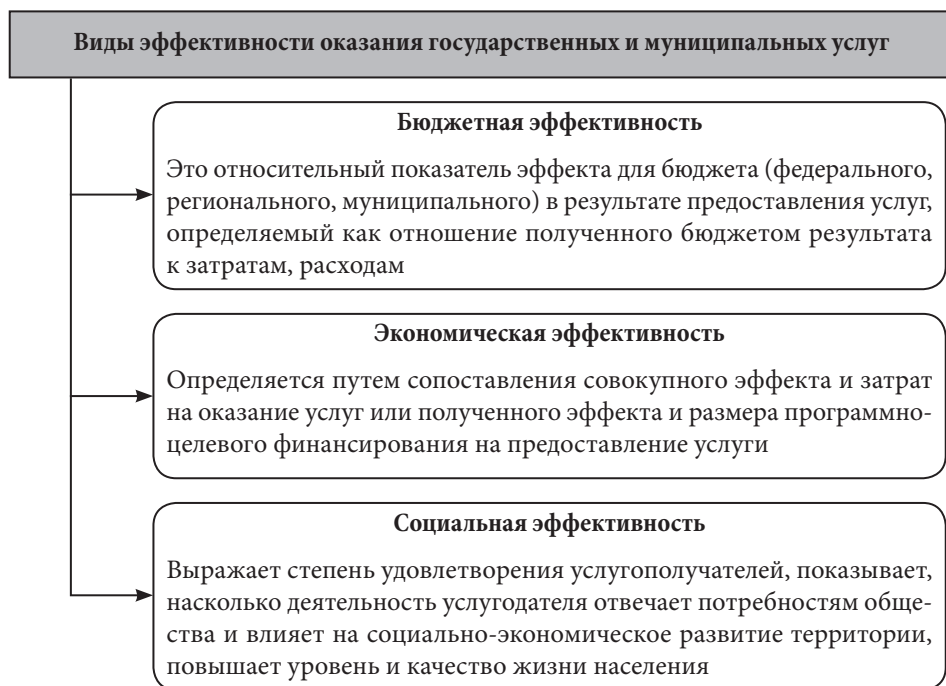 Виды эффективности оказания государственных и муниципальных услуг
Бюджетная эффективность
Это относительный показатель эффекта для бюджета (федерального,
регионального, муниципального) в результате предоставления услуг,
определяемый как отношение полученного бюджетом результата
к затратам, расходам
Экономическая эффективность
Определяется путем сопоставления совокупного эффекта и затрат
на оказание услуг или полученного эффекта и размера программно-
целевого финансирования на предоставление услуги
Социальная эффективность
Выражает степень удовлетворения услугополучателей, показывает,
насколько деятельность услугодателя отвечает потребностям обще-
ства и влияет на социально-экономическое развитие территории,
повышает уровень и качество жизни населения